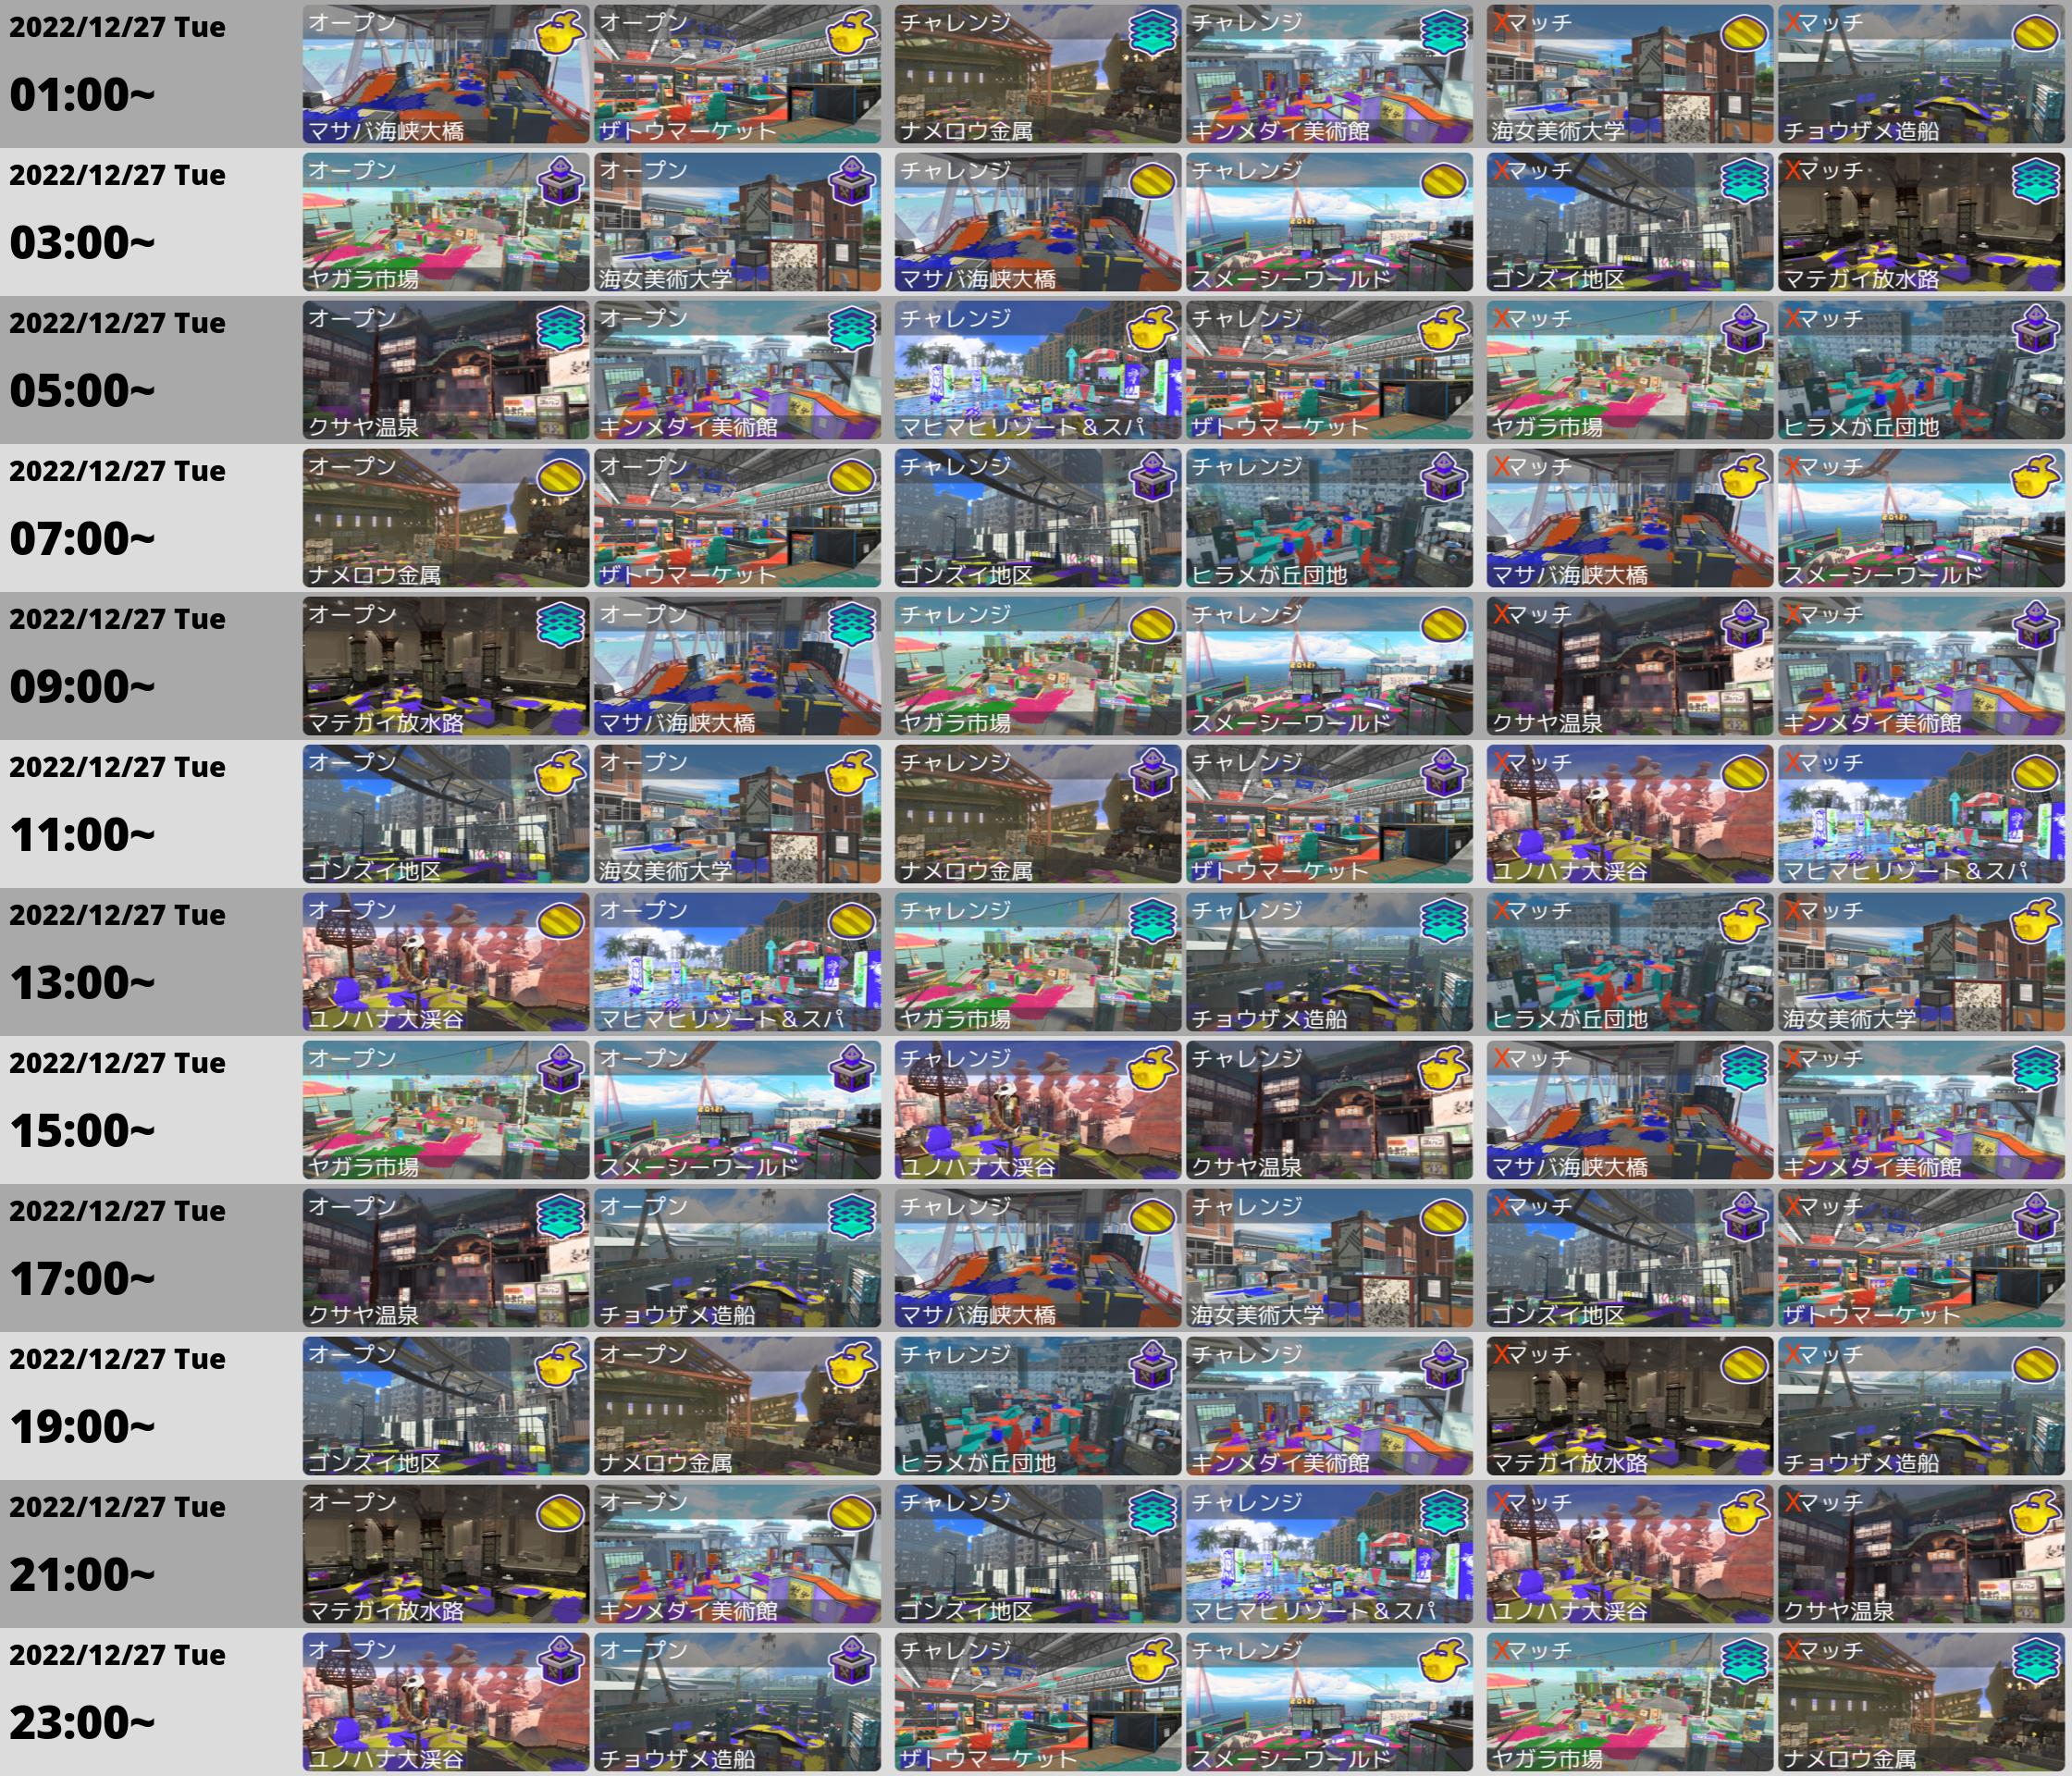 2022/12/27 Tue
01:00~
オープン オープン チャレンジ チャレンジ Xマッチ Xマッチ
マサバ海峡大橋 ザトウマーケット ナメロウ金属 キンメダイ美術館 海女美術大学 チョウザメ造船
2022/12/27 Tue
03:00~
オープン オープン チャレンジ チャレンジ Xマッチ Xマッチ
ヤガラ市場 海女美術大学 マサバ海峡大橋 スメーシーワールド ゴンズイ地区 マテガイ放水路
2022/12/27 Tue
05:00~
オープン オープン チャレンジ チャレンジ Xマッチ Xマッチ
クサヤ温泉 キンメダイ美術館 マヒマヒリゾート＆スパ ザトウマーケット ヤガラ市場 ヒラメが丘団地
2022/12/27 Tue
07:00~
オープン オープン チャレンジ チャレンジ Xマッチ Xマッチ
ナメロウ金属 ザトウマーケット ゴンズイ地区 ヒラメが丘団地 マサバ海峡大橋 スメーシーワールド
2022/12/27 Tue
09:00~
オープン オープン チャレンジ チャレンジ Xマッチ Xマッチ
マテガイ放水路 マサバ海峡大橋 ヤガラ市場 スメーシーワールド クサヤ温泉 キンメダイ美術館
2022/12/27 Tue
11:00~
オープン オープン チャレンジ チャレンジ Xマッチ Xマッチ
ゴンズイ地区 海女美術大学 ナメロウ金属 ザトウマーケット ユノハナ大渓谷 マヒマヒリゾート＆スパ
2022/12/27 Tue
13:00~
オープン オープン チャレンジ チャレンジ Xマッチ Xマッチ
ユノハナ大渓谷 マヒマヒリゾート＆スパ ヤガラ市場 チョウザメ造船 ヒラメが丘団地 海女美術大学
2022/12/27 Tue
15:00~
オープン オープン チャレンジ チャレンジ Xマッチ Xマッチ
ヤガラ市場 スメーシーワールド ユノハナ大渓谷 クサヤ温泉 マサバ海峡大橋 キンメダイ美術館
2022/12/27 Tue
17:00~
オープン オープン チャレンジ チャレンジ Xマッチ Xマッチ
クサヤ温泉 チョウザメ造船 マサバ海峡大橋 海女美術大学 ゴンズイ地区 ザトウマーケット
2022/12/27 Tue
19:00~
オープン オープン チャレンジ チャレンジ Xマッチ Xマッチ
ゴンズイ地区 ナメロウ金属 ヒラメが丘団地 キンメダイ美術館 マテガイ放水路 チョウザメ造船
2022/12/27 Tue
21:00~
オープン オープン チャレンジ チャレンジ Xマッチ Xマッチ
マテガイ放水路 キンメダイ美術館 ゴンズイ地区 マヒマヒリゾート＆スパ ユノハナ大渓谷 クサヤ温泉
2022/12/27 Tue
23:00~
オープン オープン チャレンジ チャレンジ Xマッチ Xマッチ
ユノハナ大渓谷 チョウザメ造船 ザトウマーケット スメーシーワールド ヤガラ市場 ナメロウ金属